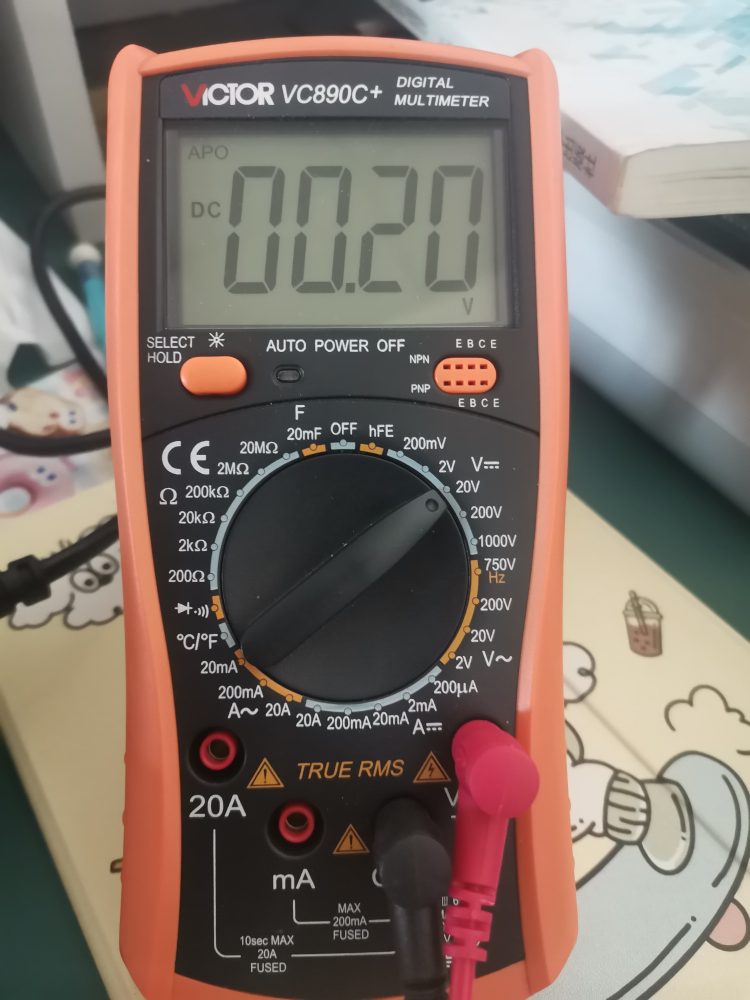 VICTOR VC890C+ DIGITAL MULTIMETER
APO
DC 00.20
V
SELECT
HOLD
AUTO POWER OFF
E B C E
NPN
PNP
E B C E
F
20mF
OFF
hFE
200mV
2V
V⎓
20V
200V
1000V
750V
Hz
200V
20V
2V
V~
200μA
2mA
A⎓
20mA
200mA
20A
20A
A~
200mA
20mA
°C/°F
200Ω
2kΩ
20kΩ
Ω
200kΩ
2MΩ
20MΩ
CE
TRUE RMS
20A
mA
MAX
200mA
FUSED
10sec MAX
20A
FUSED